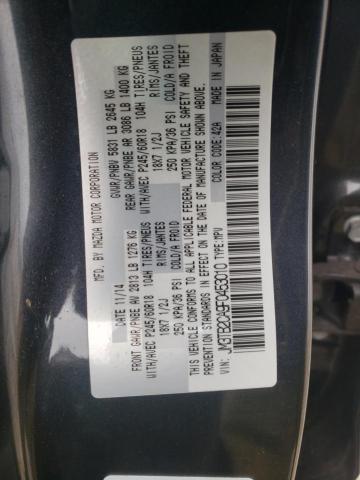 MFD. BY MAZDA MOTOR CORPORATION
DATE 11/14 GVWR/PNBV 5831 LB 2645 KG
FRONT GAWR/PNBE AV 2813 LB 1276 KG REAR GAWR/PNBE AR 3086 LB 1400 KG
WITH/AVEC P245/60R18 104H TIRES/PNEUS WITH/AVEC P245/60R18 104H TIRES/PNEUS
18X7 1/2J RIMS/JANTES 18X7 1/2J RIMS/JANTES
250 KPA/36 PSI COLD/A FROID 250 KPA/36 PSI COLD/A FROID
THIS VEHICLE CONFORMS TO ALL APPLICABLE FEDERAL MOTOR VEHICLE SAFETY AND THEFT
PREVENTION STANDARDS IN EFFECT ON THE DATE OF MANUFACTURE SHOWN ABOVE.
VIN: TYPE:MPV COLOR CODE:42A MADE IN JAPAN